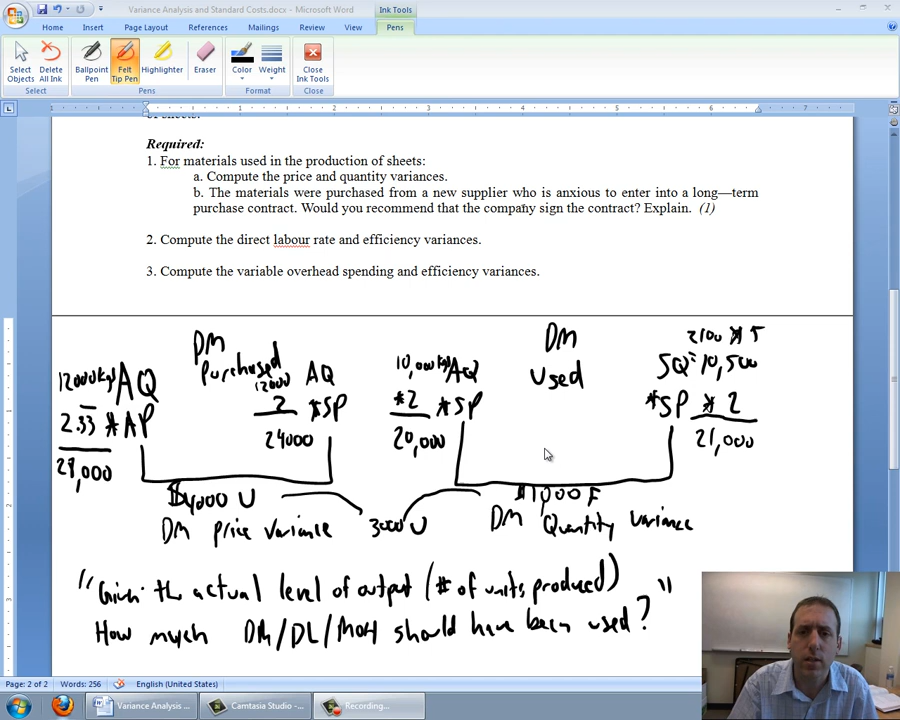 Variance Analysis and Standard Costs.docx - Microsoft Word
Ink Tools
Home Insert Page Layout References Mailings Review View Pens
Select Objects
Delete All Ink
Ballpoint Pen
Felt Tip Pen
Highlighter
Eraser
Color
Weight
Close Ink Tools
Select Pens Format Close
of sheets.
Required:
1. For materials used in the production of sheets:
a. Compute the price and quantity variances.
b. The materials were purchased from a new supplier who is anxious to enter into a long—term
purchase contract. Would you recommend that the company sign the contract? Explain. (1)
2. Compute the direct labour rate and efficiency variances.
3. Compute the variable overhead spending and efficiency variances.
DM Purchased
12000kgs AQ
2.33 * AP
28,000
12000 AQ
2 * SP
24000
$4000 U
DM price variance
3000 U
DM used
10,000kgs AQ
*2 *SP
20,000
2100 * 5
SQ = 10,500
*SP * 2
21,000
$1,000 F
DM Quantity variance
"Given the actual level of output (# of units produced)
How much DM/DL/MOH should have been used?"
Page: 2 of 2 Words: 256 English (United States)
Variance Analysis ... Camtasia Studio -... Recording...